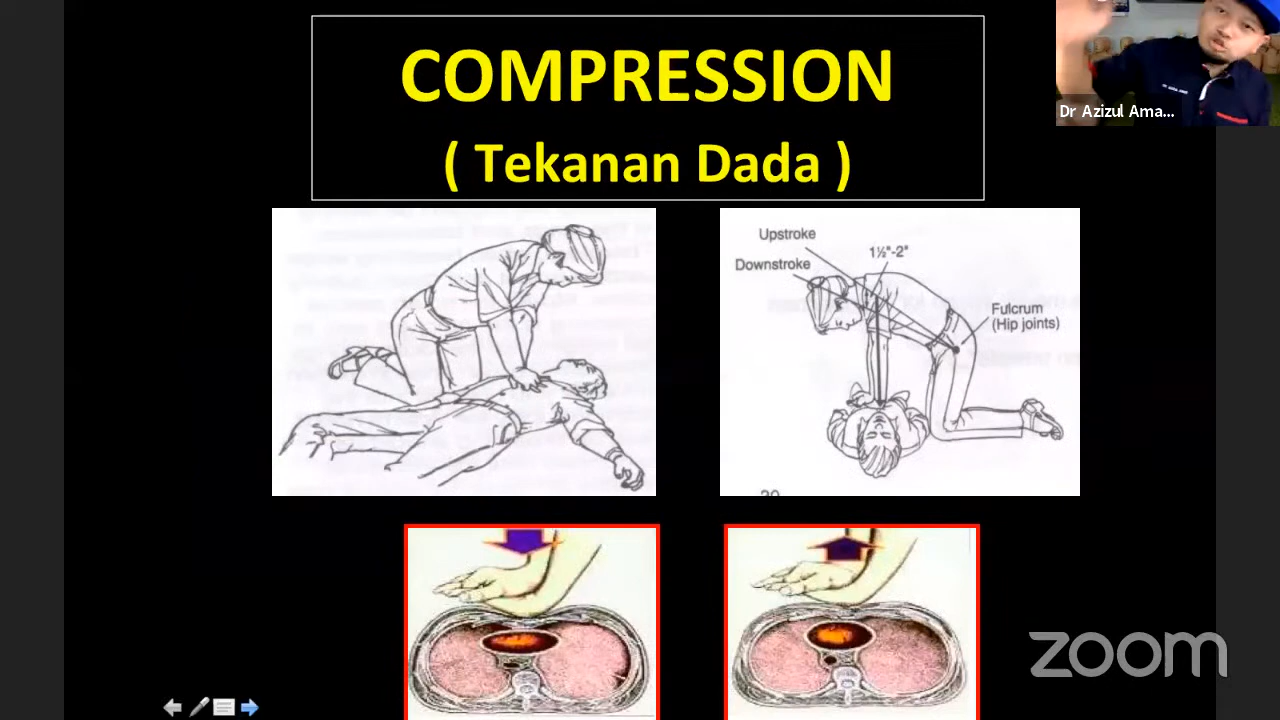 COMPRESSION
( Tekanan Dada )
Dr Azizul Ama...
Upstroke
1½"-2"
Downstroke
Fulcrum
(Hip joints)
zoom